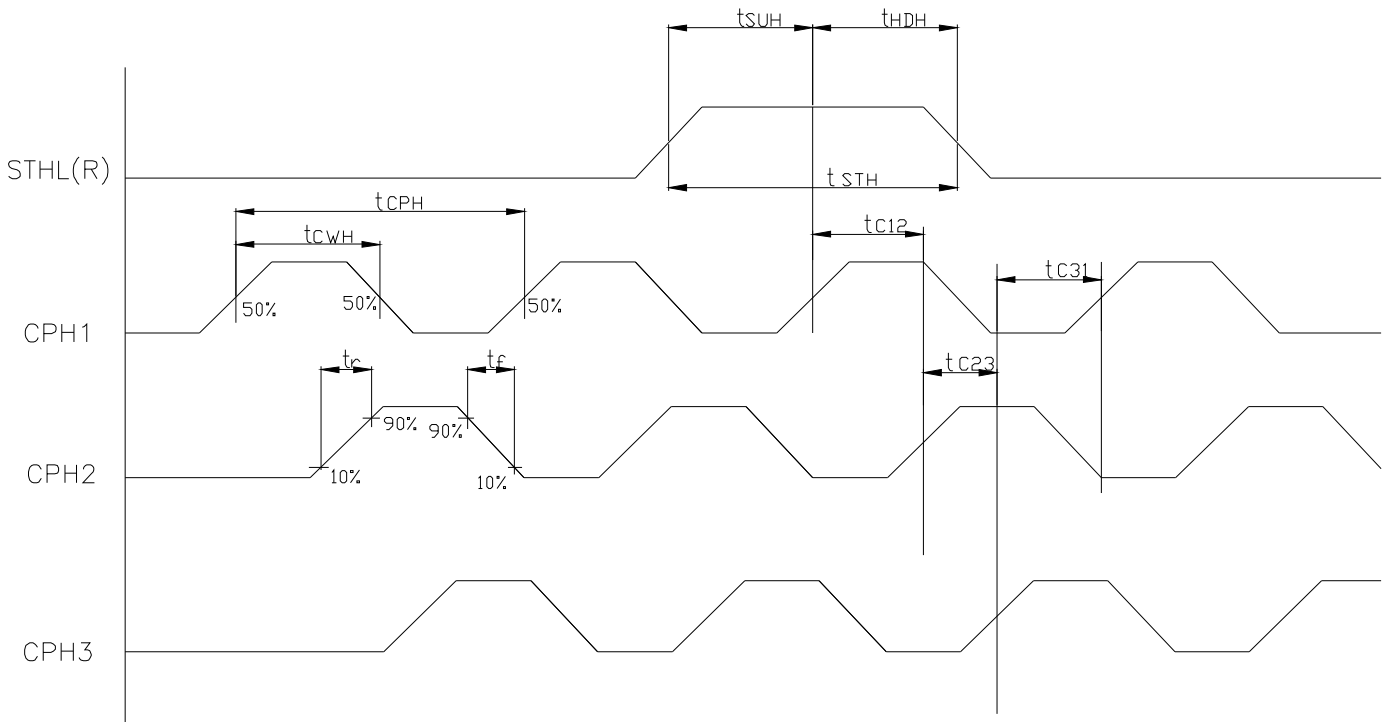 tSUH tHDH
STHL(R)
tSTH
tCPH
tCWH
tC12
tC31
50% 50% 50%
CPH1
tr tf
tC23
90% 90%
CPH2
10% 10%
CPH3